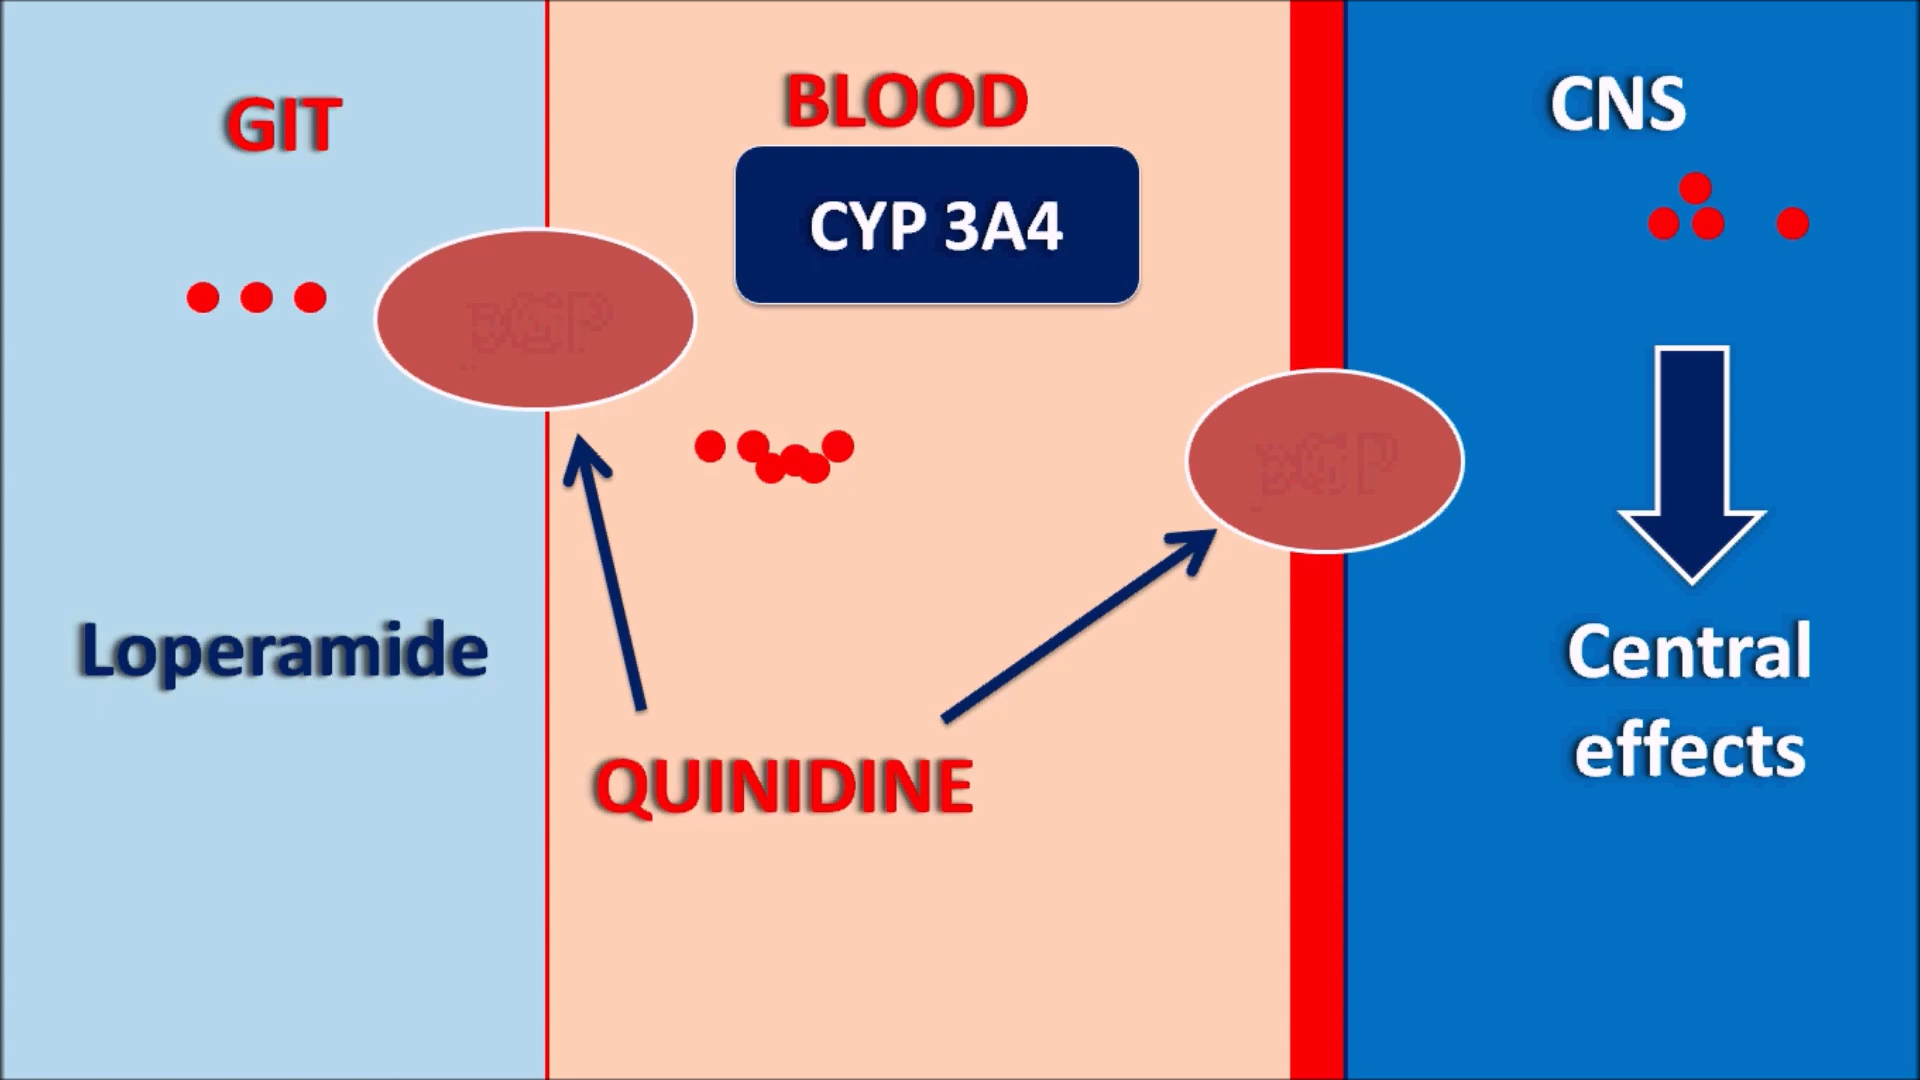 GIT
BLOOD
CNS
CYP 3A4
Loperamide
QUINIDINE
Central
effects